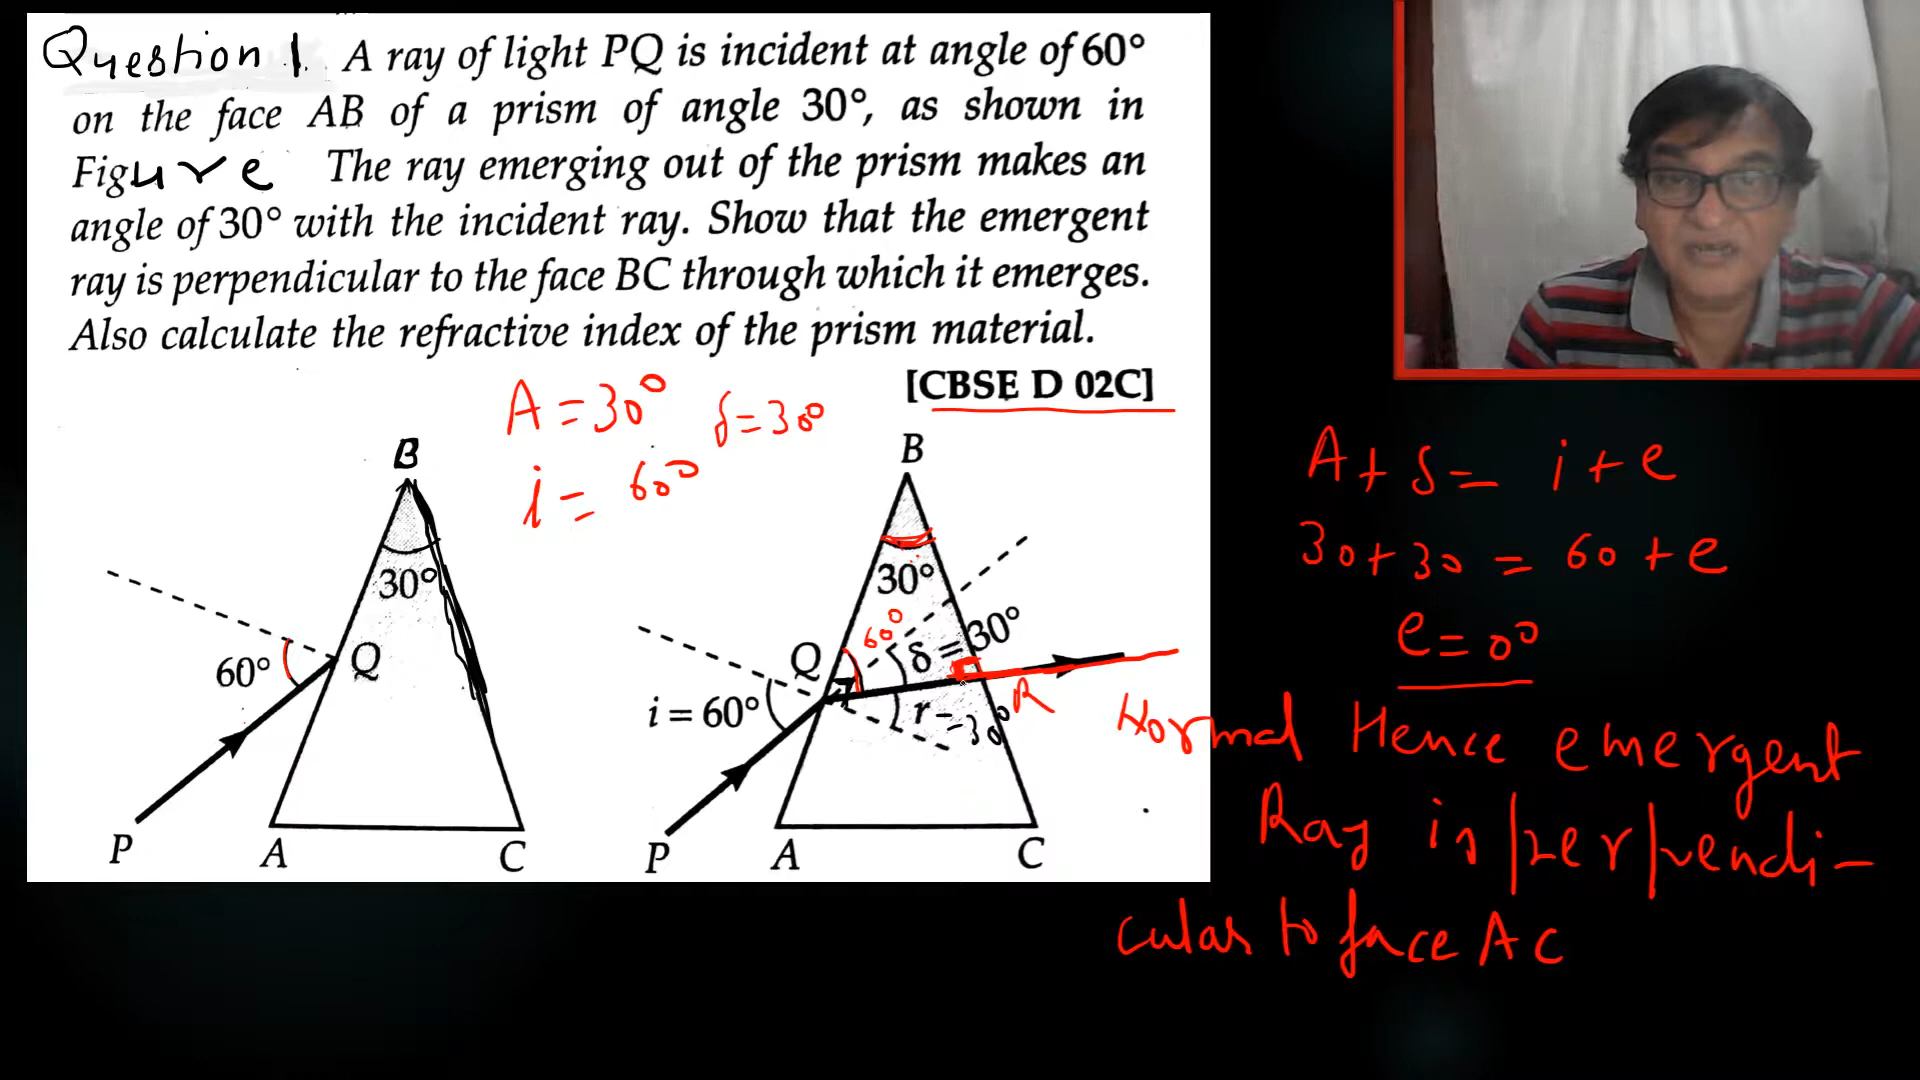 Question 1. A ray of light PQ is incident at angle of 60°
on the face AB of a prism of angle 30°, as shown in
Figure The ray emerging out of the prism makes an
angle of 30° with the incident ray. Show that the emergent
ray is perpendicular to the face BC through which it emerges.
Also calculate the refractive index of the prism material.
[CBSE D 02C]
A = 30° δ = 30°
i = 60°
B
30°
60°
Q
P
A
C
B
30°
60°
Q
δ = 30°
i = 60°
r = 30°
R
P
A
C
A + δ = i + e
30 + 30 = 60 + e
e = 0°
Normal Hence emergent
Ray is perpendi-
cular to face AC